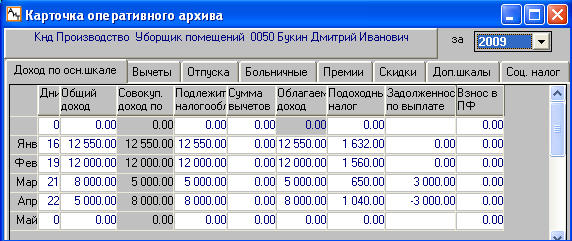 Карточка оперативного архива
Кнд Производство Уборщик помещений 0050 Букин Дмитрий Иванович за 2009
Доход по осн.шкале Вычеты Отпуска Больничные Премии Скидки Доп.шкалы Соц. налог
Дни Общий Совокуп. Подлежит Сумма Облагаем Подоходны Задолженнос Взнос в
доход доход по налогообл вычетов доход налог по выплате ПФ
0 0.00 0.00 0.00 0.00 0.00 0.00 0.00
Янв 16 12 550.00 12 550.00 12 550.00 0.00 12 550.00 1 632.00 0.00 0.00
Фев 19 12 000.00 12 000.00 12 000.00 0.00 12 000.00 1 560.00 0.00 0.00
Мар 21 8 000.00 5 000.00 5 000.00 0.00 5 000.00 650.00 3 000.00 0.00
Апр 22 5 000.00 8 000.00 8 000.00 0.00 8 000.00 1 040.00 -3 000.00 0.00
Май 0 0.00 0.00 0.00 0.00 0.00 0.00 0.00